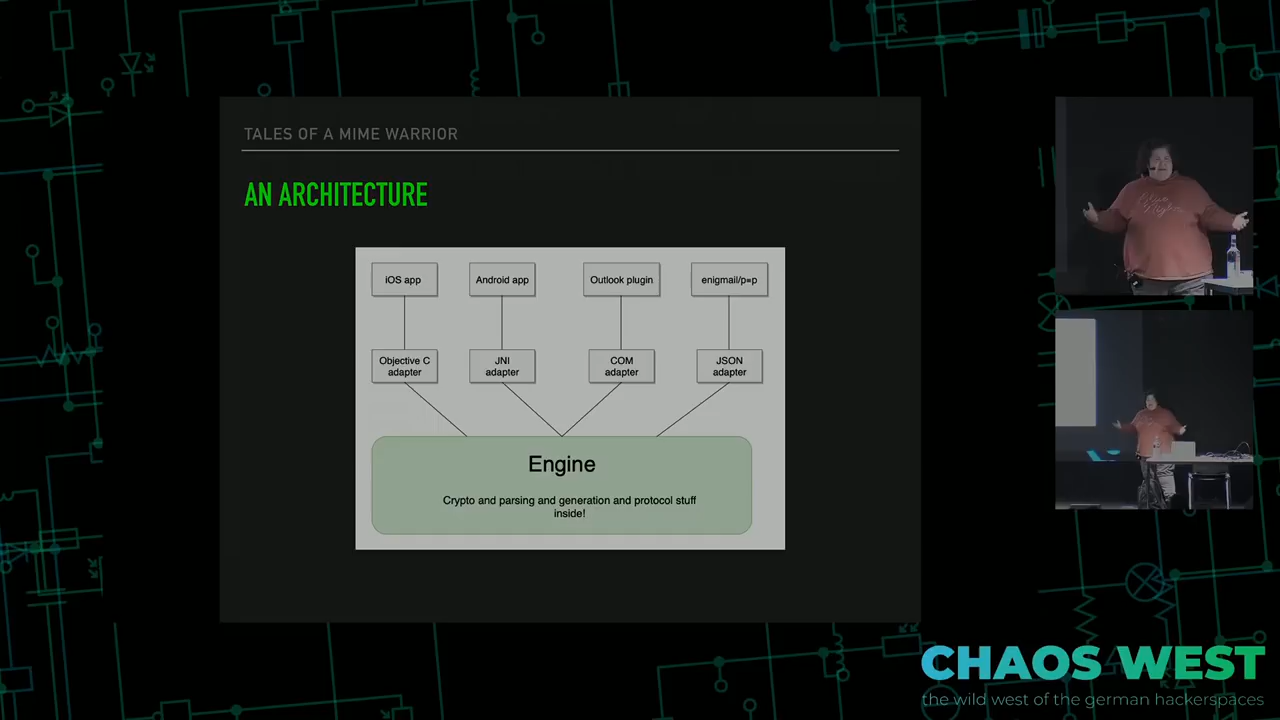 TALES OF A MIME WARRIOR
AN ARCHITECTURE
iOS app
Android app
Outlook plugin
enigmail/p=p
Objective C
adapter
JNI
adapter
COM
adapter
JSON
adapter
Engine
Crypto and parsing and generation and protocol stuff
inside!
CHAOS WEST
the wild west of the german hackerspaces